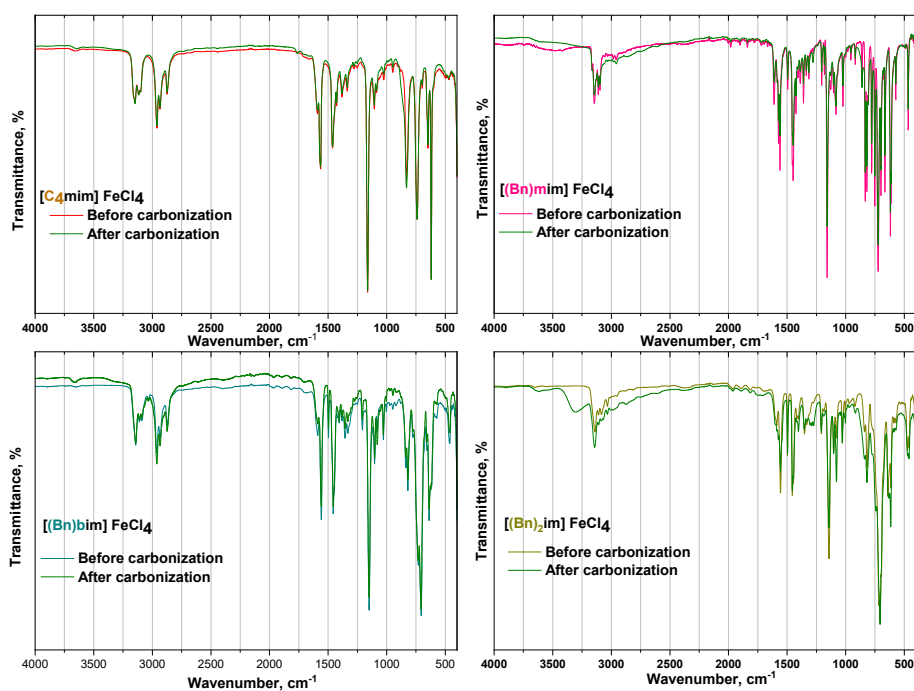 Transmittance, %
[C4mim] FeCl4
Before carbonization
After carbonization
4000 3500 3000 2500 2000 1500 1000 500
Wavenumber, cm-1
Transmittance, %
[(Bn)mim] FeCl4
Before carbonization
After carbonization
4000 3500 3000 2500 2000 1500 1000 500
Wavenumber, cm-1
Transmittance, %
[(Bn)bim] FeCl4
Before carbonization
After carbonization
4000 3500 3000 2500 2000 1500 1000 500
Wavenumber, cm-1
Transmittance, %
[(Bn)2im] FeCl4
Before carbonization
After carbonization
4000 3500 3000 2500 2000 1500 1000 500
Wavenumber, cm-1